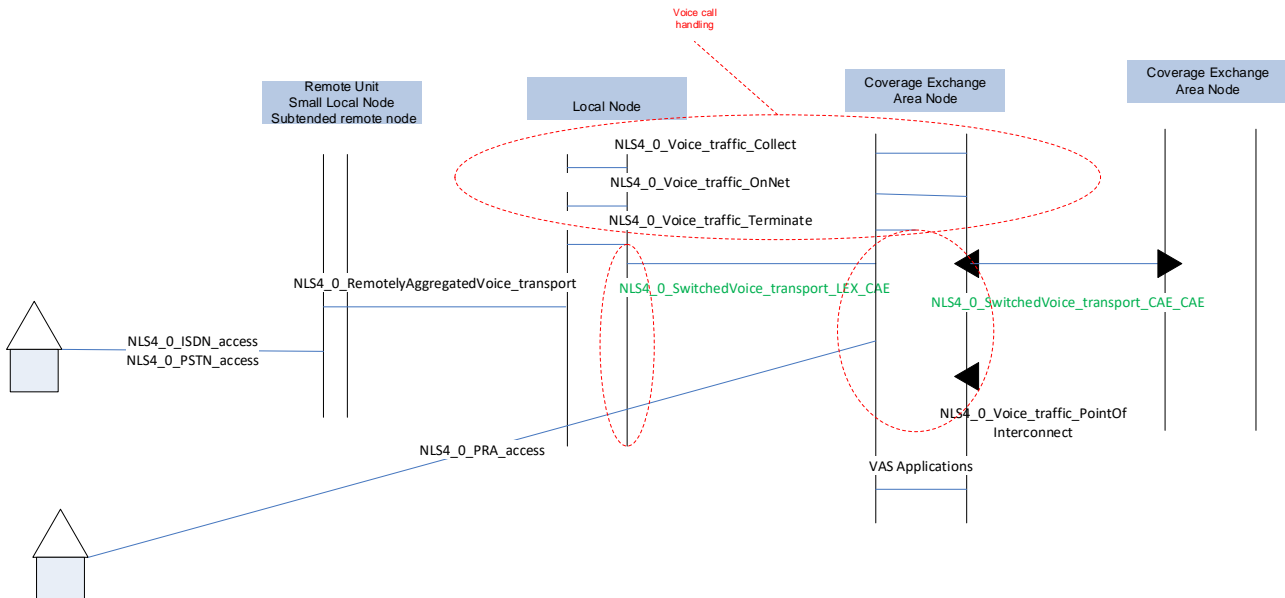 Voice call
handling
Remote Unit
Small Local Node
Subtended remote node
Local Node
Coverage Exchange
Area Node
Coverage Exchange
Area Node
NLS4_0_Voice_traffic_Collect
NLS4_0_Voice_traffic_OnNet
NLS4_0_Voice_traffic_Terminate
NLS4_0_RemotelyAggregatedVoice_transport
NLS4_0_SwitchedVoice_transport_LEX_CAE
NLS4_0_SwitchedVoice_transport_CAE_CAE
NLS4_0_ISDN_access
NLS4_0_PSTN_access
NLS4_0_Voice_traffic_PointOf
Interconnect
NLS4_0_PRA_access
VAS Applications